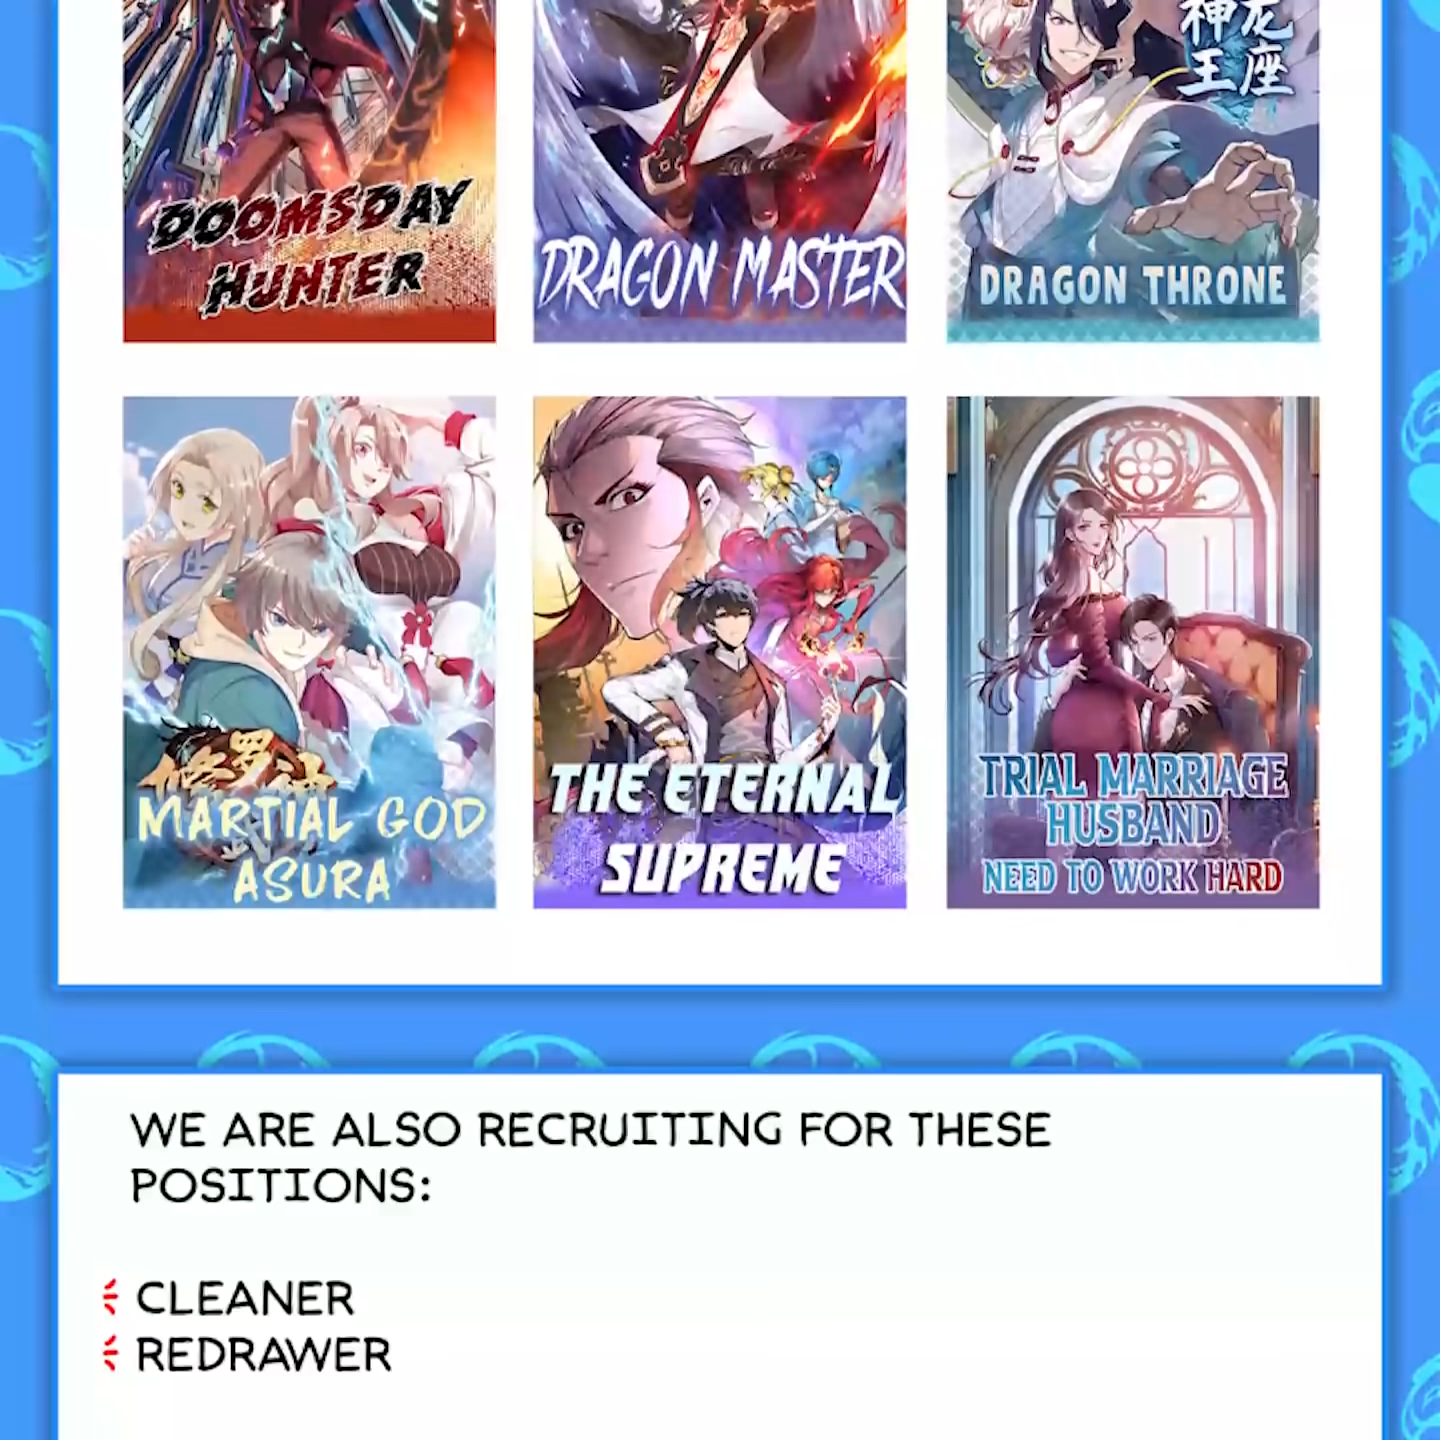 DOOMSDAY
HUNTER
DRAGON MASTER
神龙
王座
DRAGON THRONE
MARTIAL GOD
ASURA
THE ETERNAL
SUPREME
TRIAL MARRIAGE
HUSBAND
NEED TO WORK HARD
WE ARE ALSO RECRUITING FOR THESE
POSITIONS:
CLEANER
REDRAWER